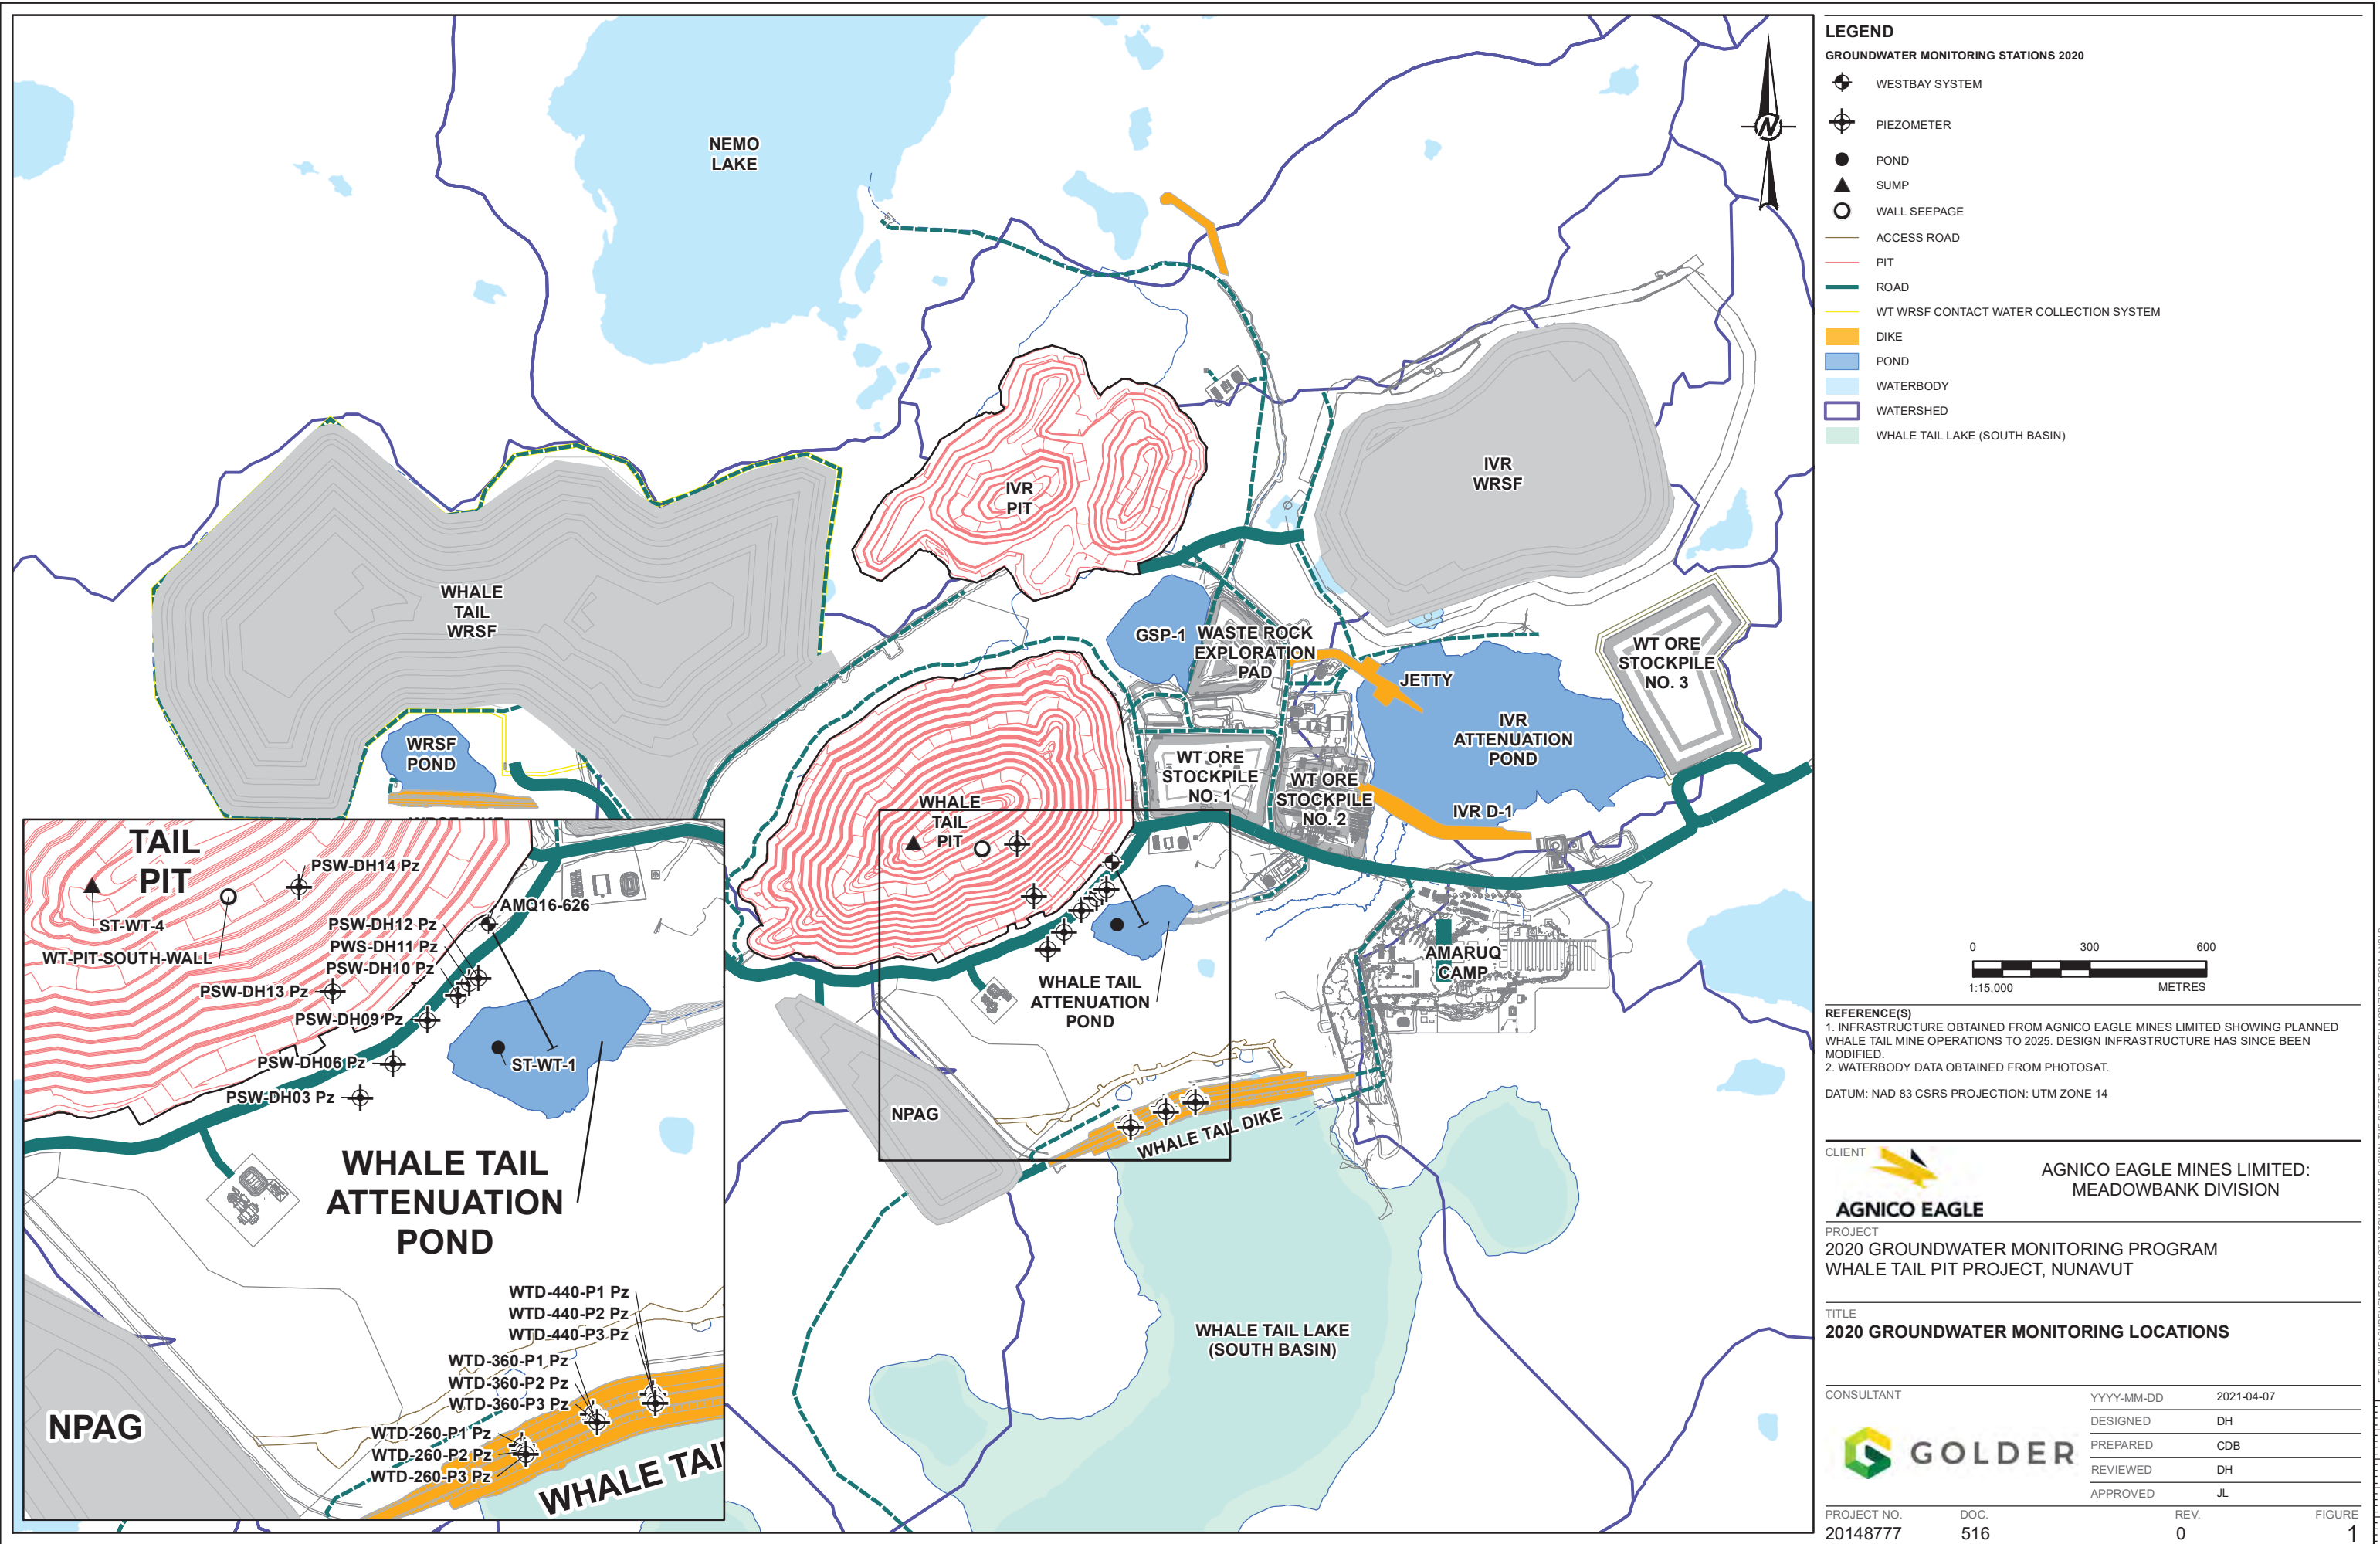 NEMO
LAKE
IVR
PIT
IVR
WRSF
WHALE
TAIL
WRSF
GSP-1
WASTE ROCK
EXPLORATION
PAD
JETTY
WT ORE
STOCKPILE
NO. 3
WRSF
POND
IVR
ATTENUATION
POND
WT ORE
STOCKPILE
NO. 1
WT ORE
STOCKPILE
NO. 2
IVR D-1
WHALE
TAIL
PIT
AMARUQ
CAMP
WHALE TAIL
ATTENUATION
POND
NPAG
WHALE TAIL DIKE
WHALE TAIL LAKE
(SOUTH BASIN)
TAIL
PIT
PSW-DH14 Pz
ST-WT-4
WT-PIT-SOUTH-WALL
AMQ16-626
PSW-DH12 Pz
PWS-DH11 Pz
PSW-DH10 Pz
PSW-DH13 Pz
PSW-DH09 Pz
PSW-DH06 Pz
PSW-DH03 Pz
ST-WT-1
WHALE TAIL
ATTENUATION
POND
NPAG
WTD-440-P1 Pz
WTD-440-P2 Pz
WTD-440-P3 Pz
WTD-360-P1 Pz
WTD-360-P2 Pz
WTD-360-P3 Pz
WTD-260-P1 Pz
WTD-260-P2 Pz
WTD-260-P3 Pz
WHALE TAI
N
LEGEND
GROUNDWATER MONITORING STATIONS 2020
WESTBAY SYSTEM
PIEZOMETER
POND
SUMP
WALL SEEPAGE
ACCESS ROAD
PIT
ROAD
WT WRSF CONTACT WATER COLLECTION SYSTEM
DIKE
POND
WATERBODY
WATERSHED
WHALE TAIL LAKE (SOUTH BASIN)
0 300 600
1:15,000 METRES
REFERENCE(S)
1. INFRASTRUCTURE OBTAINED FROM AGNICO EAGLE MINES LIMITED SHOWING PLANNED
WHALE TAIL MINE OPERATIONS TO 2025. DESIGN INFRASTRUCTURE HAS SINCE BEEN
MODIFIED.
2. WATERBODY DATA OBTAINED FROM PHOTOSAT.
DATUM: NAD 83 CSRS PROJECTION: UTM ZONE 14
CLIENT
AGNICO EAGLE
AGNICO EAGLE MINES LIMITED:
MEADOWBANK DIVISION
PROJECT
2020 GROUNDWATER MONITORING PROGRAM
WHALE TAIL PIT PROJECT, NUNAVUT
TITLE
2020 GROUNDWATER MONITORING LOCATIONS
CONSULTANT
GOLDER
YYYY-MM-DD 2021-04-07
DESIGNED DH
PREPARED CDB
REVIEWED DH
APPROVED JL
PROJECT NO. DOC. REV. FIGURE
20148777 516 0 1